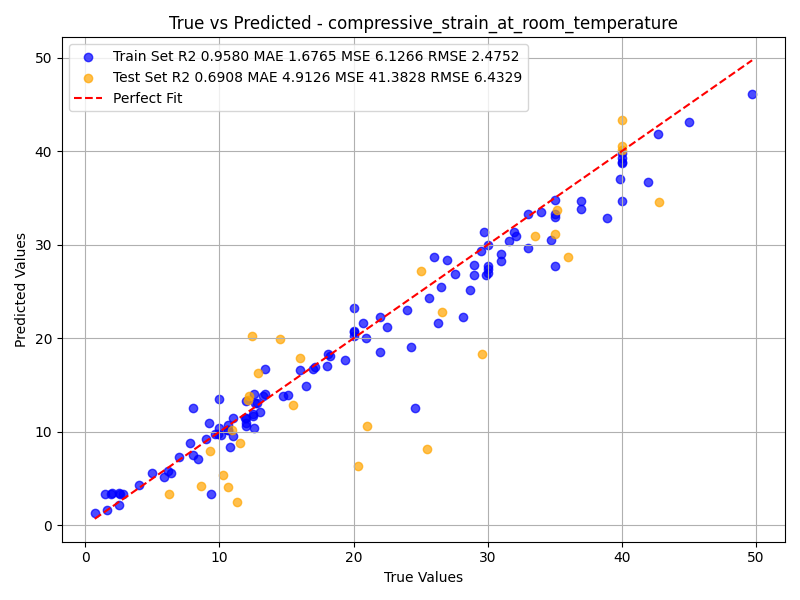 True vs Predicted - compressive_strain_at_room_temperature
Train Set R2 0.9580 MAE 1.6765 MSE 6.1266 RMSE 2.4752
Test Set R2 0.6908 MAE 4.9126 MSE 41.3828 RMSE 6.4329
Perfect Fit
Predicted Values
50
40
30
20
10
0
0 10 20 30 40 50
True Values